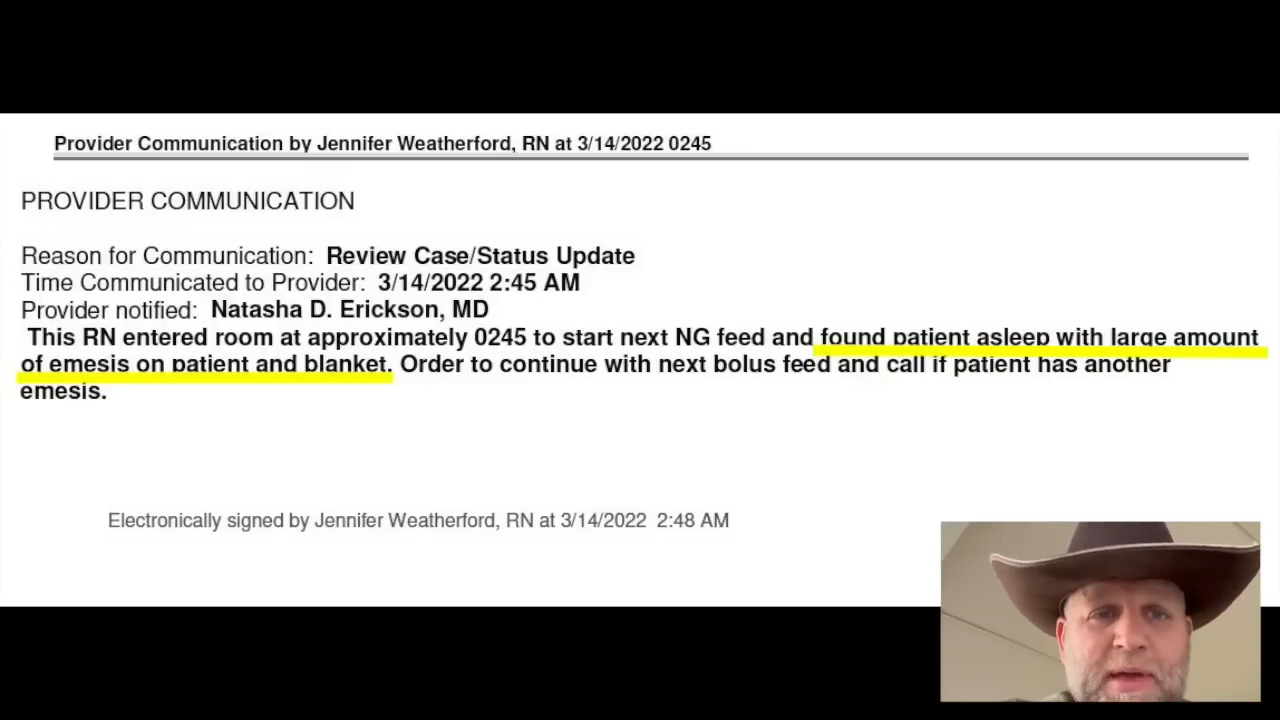 Provider Communication by Jennifer Weatherford, RN at 3/14/2022 0245
PROVIDER COMMUNICATION
Reason for Communication: Review Case/Status Update
Time Communicated to Provider: 3/14/2022 2:45 AM
Provider notified: Natasha D. Erickson, MD
This RN entered room at approximately 0245 to start next NG feed and found patient asleep with large amount
of emesis on patient and blanket. Order to continue with next bolus feed and call if patient has another
emesis.
Electronically signed by Jennifer Weatherford, RN at 3/14/2022 2:48 AM